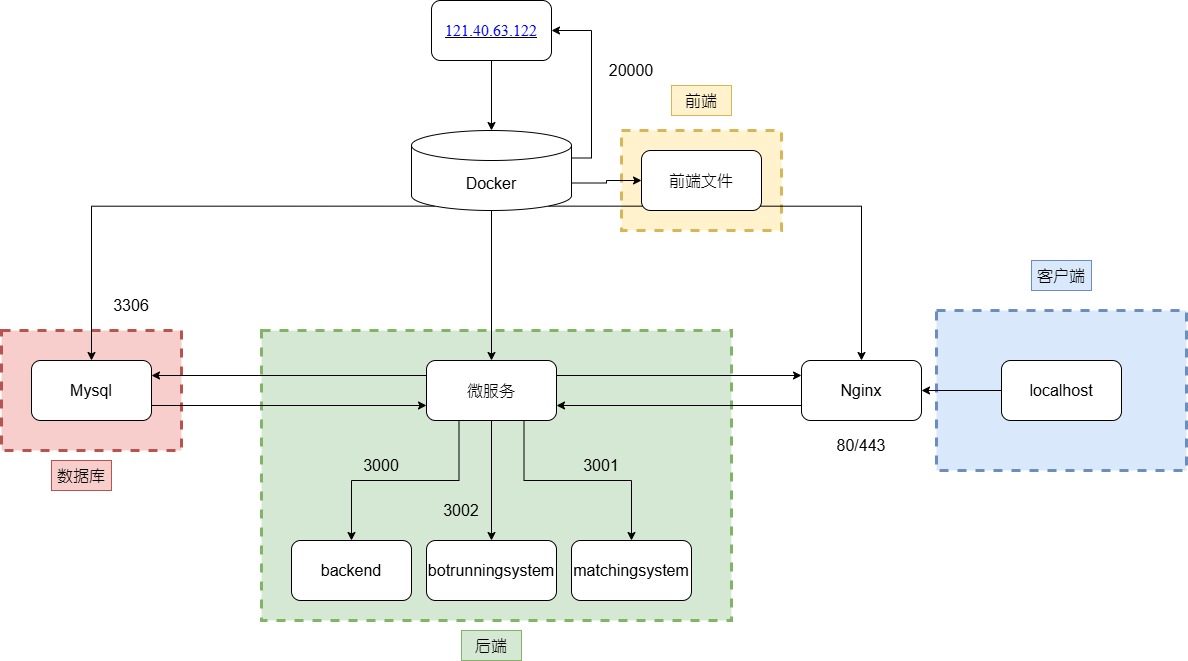 121.40.63.122
20000
前端
Docker
前端文件
客户端
3306
Mysql
微服务
Nginx
localhost
80/443
数据库
3000
3001
3002
backend
botrunningsystem
matchingsystem
后端